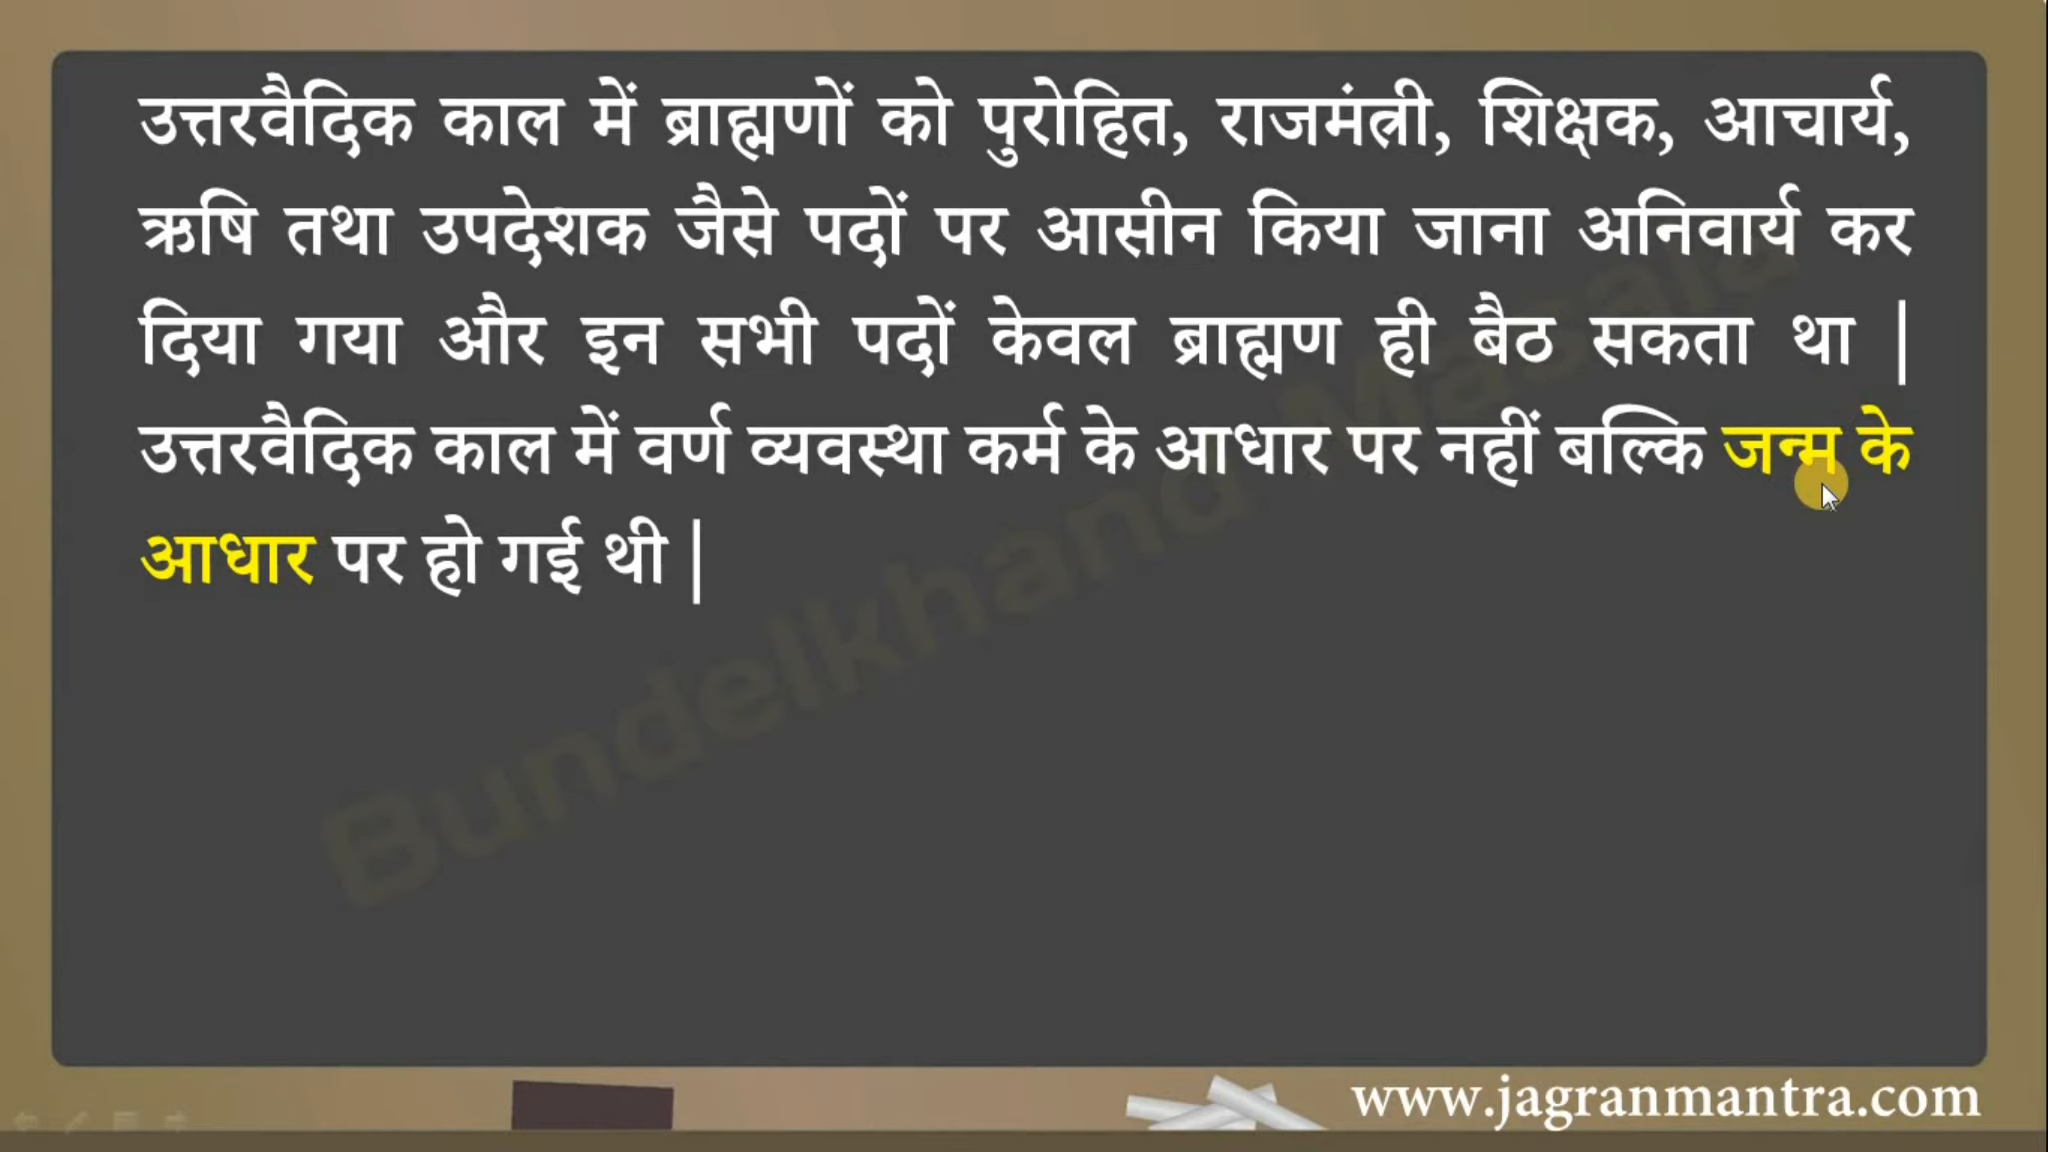 उत्तरवैदिक काल में ब्राह्मणों को पुरोहित, राजमंत्री, शिक्षक, आचार्य,
ऋषि तथा उपदेशक जैसे पदों पर आसीन किया जाना अनिवार्य कर
दिया गया और इन सभी पदों केवल ब्राह्मण ही बैठ सकता था |
उत्तरवैदिक काल में वर्ण व्यवस्था कर्म के आधार पर नहीं बल्कि जन्म के
आधार पर हो गई थी |
Bundelkhand Masala
www.jagranmantra.com